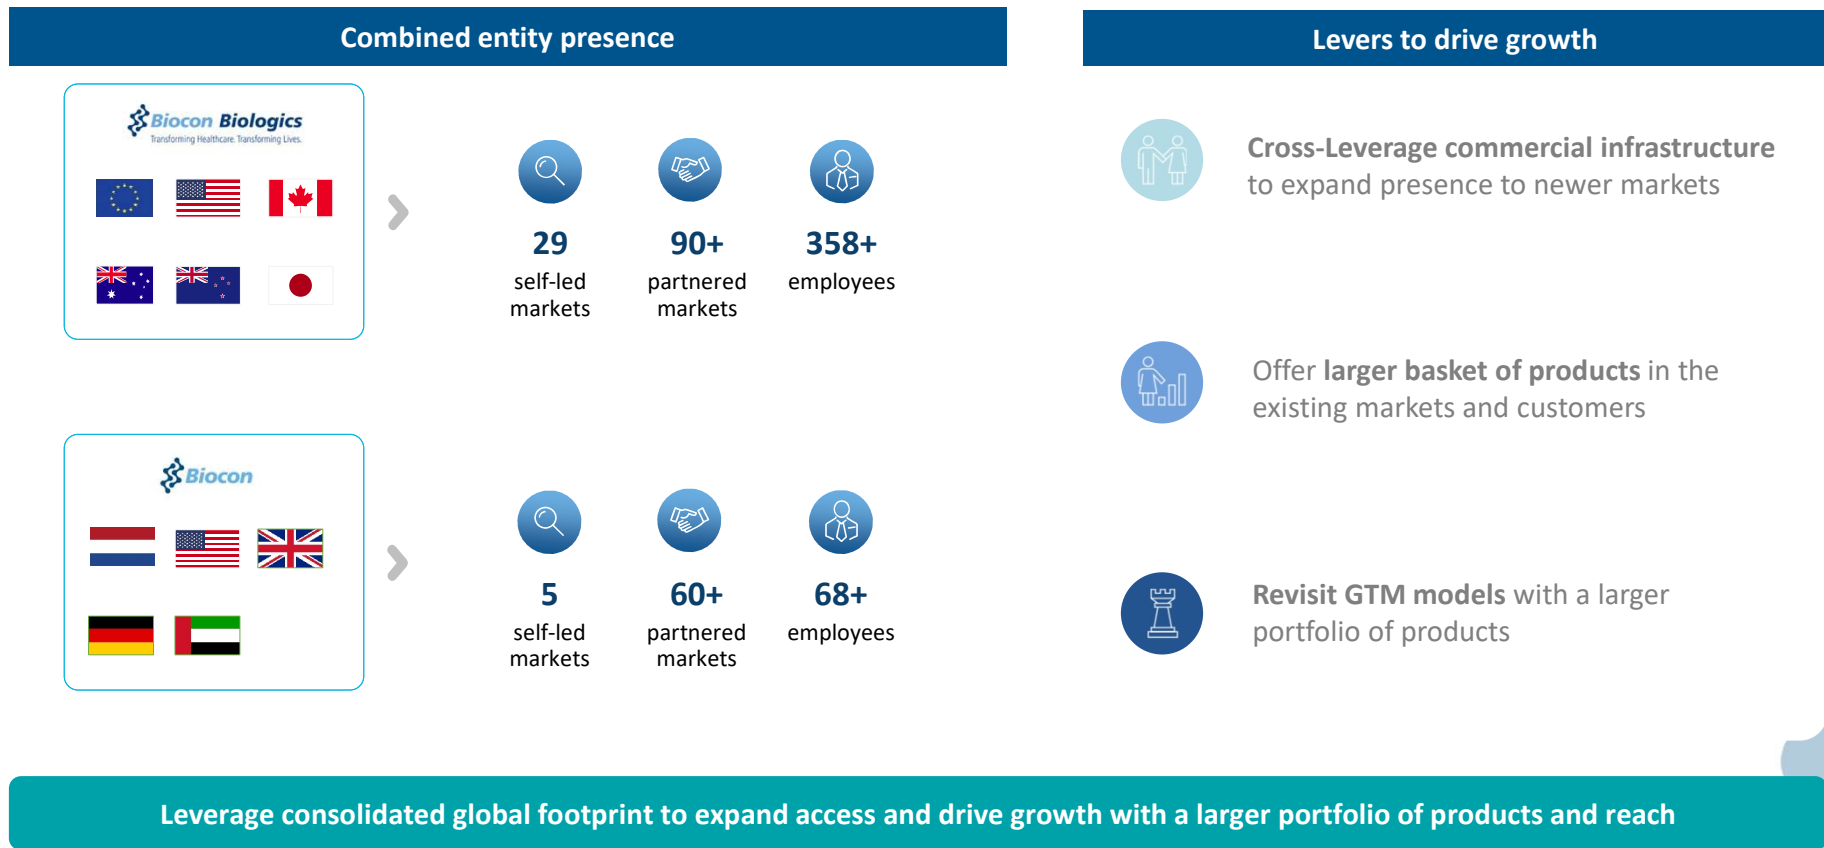 Combined entity presence
Biocon Biologics
Transforming Healthcare. Transforming Lives.
29
self-led
markets
90+
partnered
markets
358+
employees
Biocon
5
self-led
markets
60+
partnered
markets
68+
employees
Levers to drive growth
Cross-Leverage commercial infrastructure
to expand presence to newer markets
Offer larger basket of products in the
existing markets and customers
Revisit GTM models with a larger
portfolio of products
Leverage consolidated global footprint to expand access and drive growth with a larger portfolio of products and reach